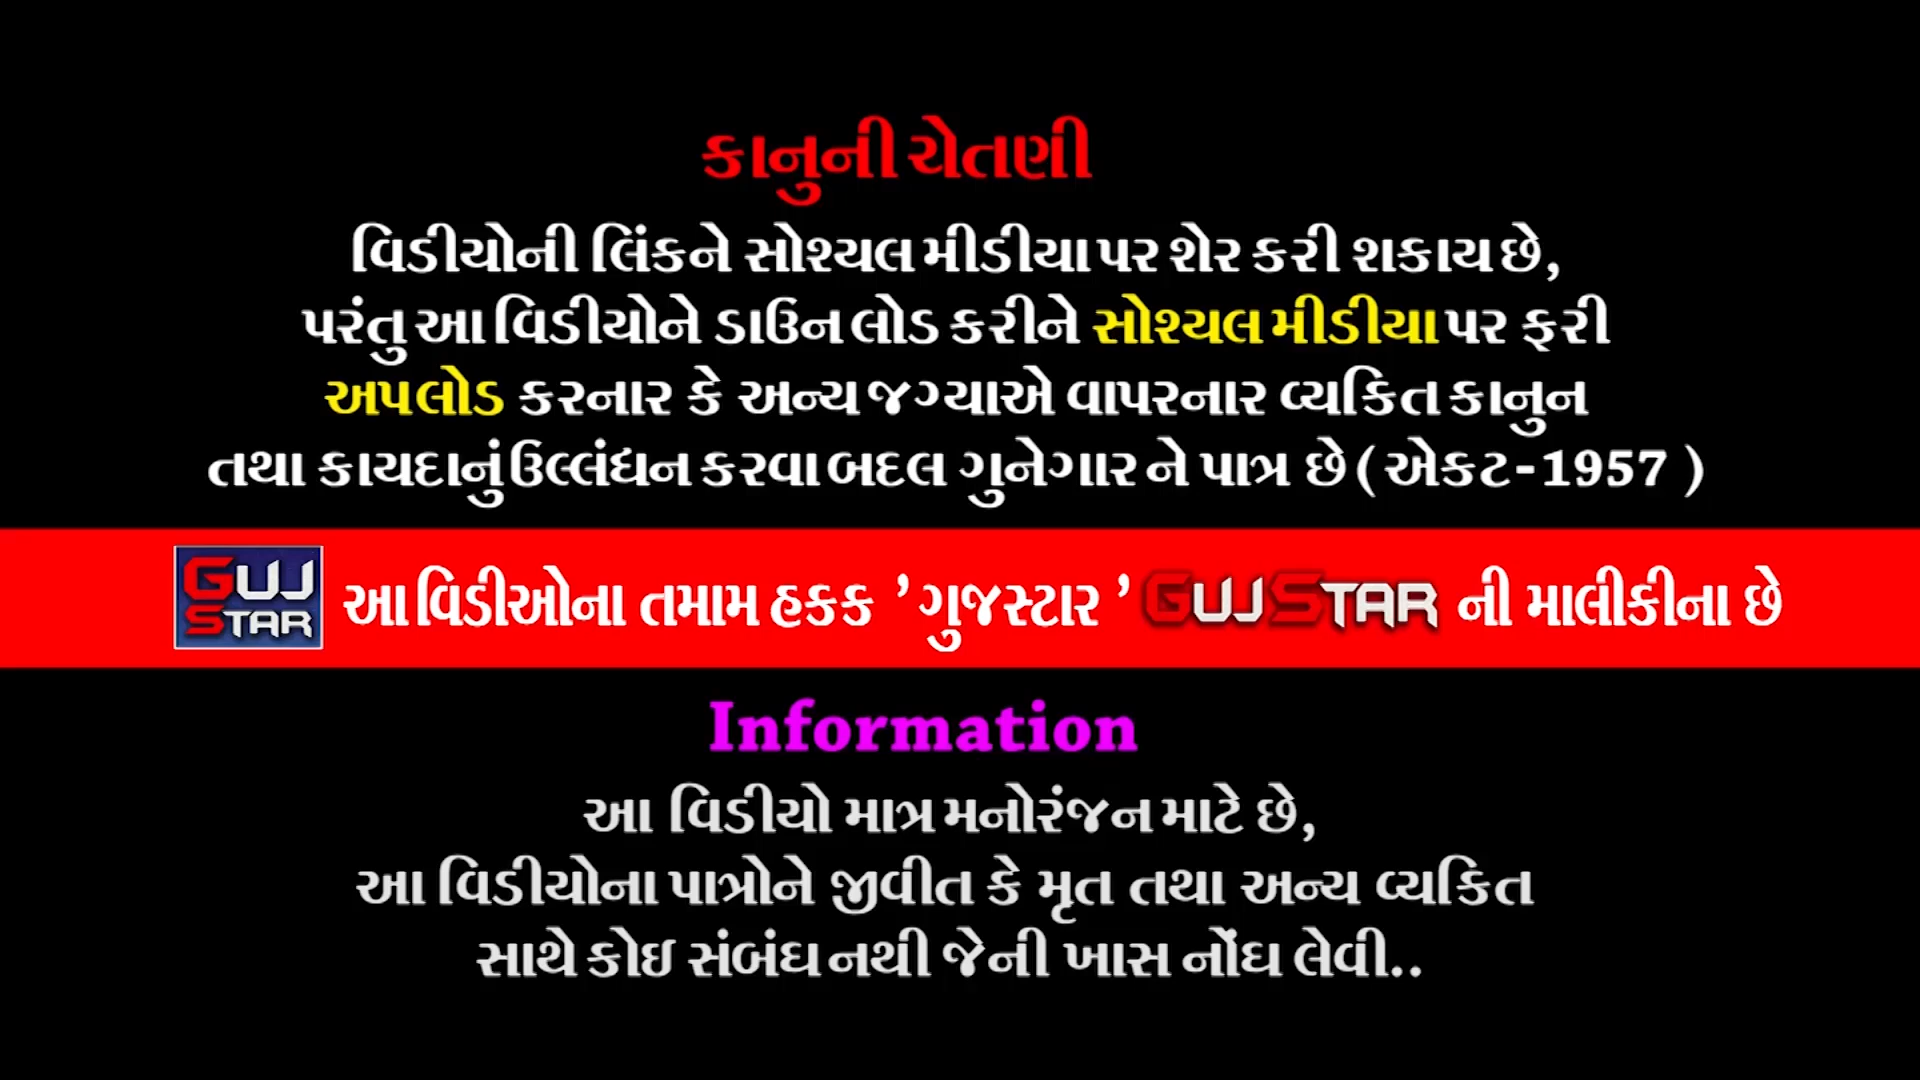 કાનુની ચેતણી
વિડીયોની લિંકને સોશ્યલ મીડીયા પર શેર કરી શકાય છે,
પરંતુ આ વિડીયોને ડાઉન લોડ કરીને સોશ્યલ મીડીયા પર ફરી
અપલોડ કરનાર કે અન્ય જગ્યાએ વાપરનાર વ્યકિત કાનુન
તથા કાયદાનું ઉલ્લંઘન કરવા બદલ ગુનેગાર ને પાત્ર છે ( એકટ-1957 )
GUJ STAR આ વિડીઓના તમામ હકક ’ ગુજસ્ટાર ’ GUJ STAR ની માલીકીના છે
Information
આ વિડીયો માત્ર મનોરંજન માટે છે,
આ વિડીયોના પાત્રોને જીવીત કે મૃત તથા અન્ય વ્યકિત
સાથે કોઇ સંબંધ નથી જેની ખાસ નોંધ લેવી..